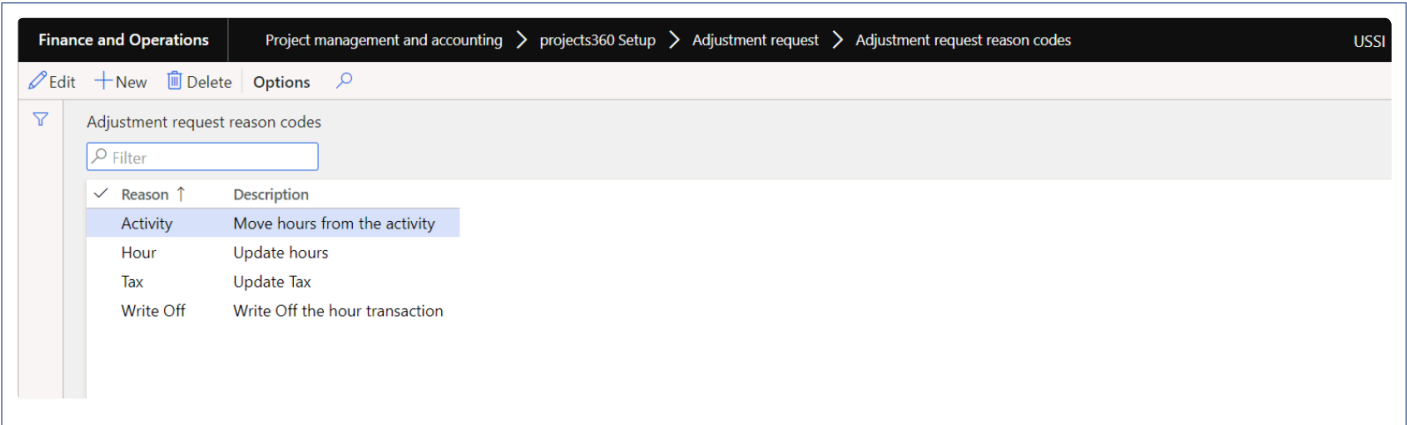 Finance and Operations Project management and accounting > projects360 Setup > Adjustment request > Adjustment request reason codes USSI
Edit New Delete Options
Adjustment request reason codes
Filter
Reason ↑ Description
Activity Move hours from the activity
Hour Update hours
Tax Update Tax
Write Off Write Off the hour transaction